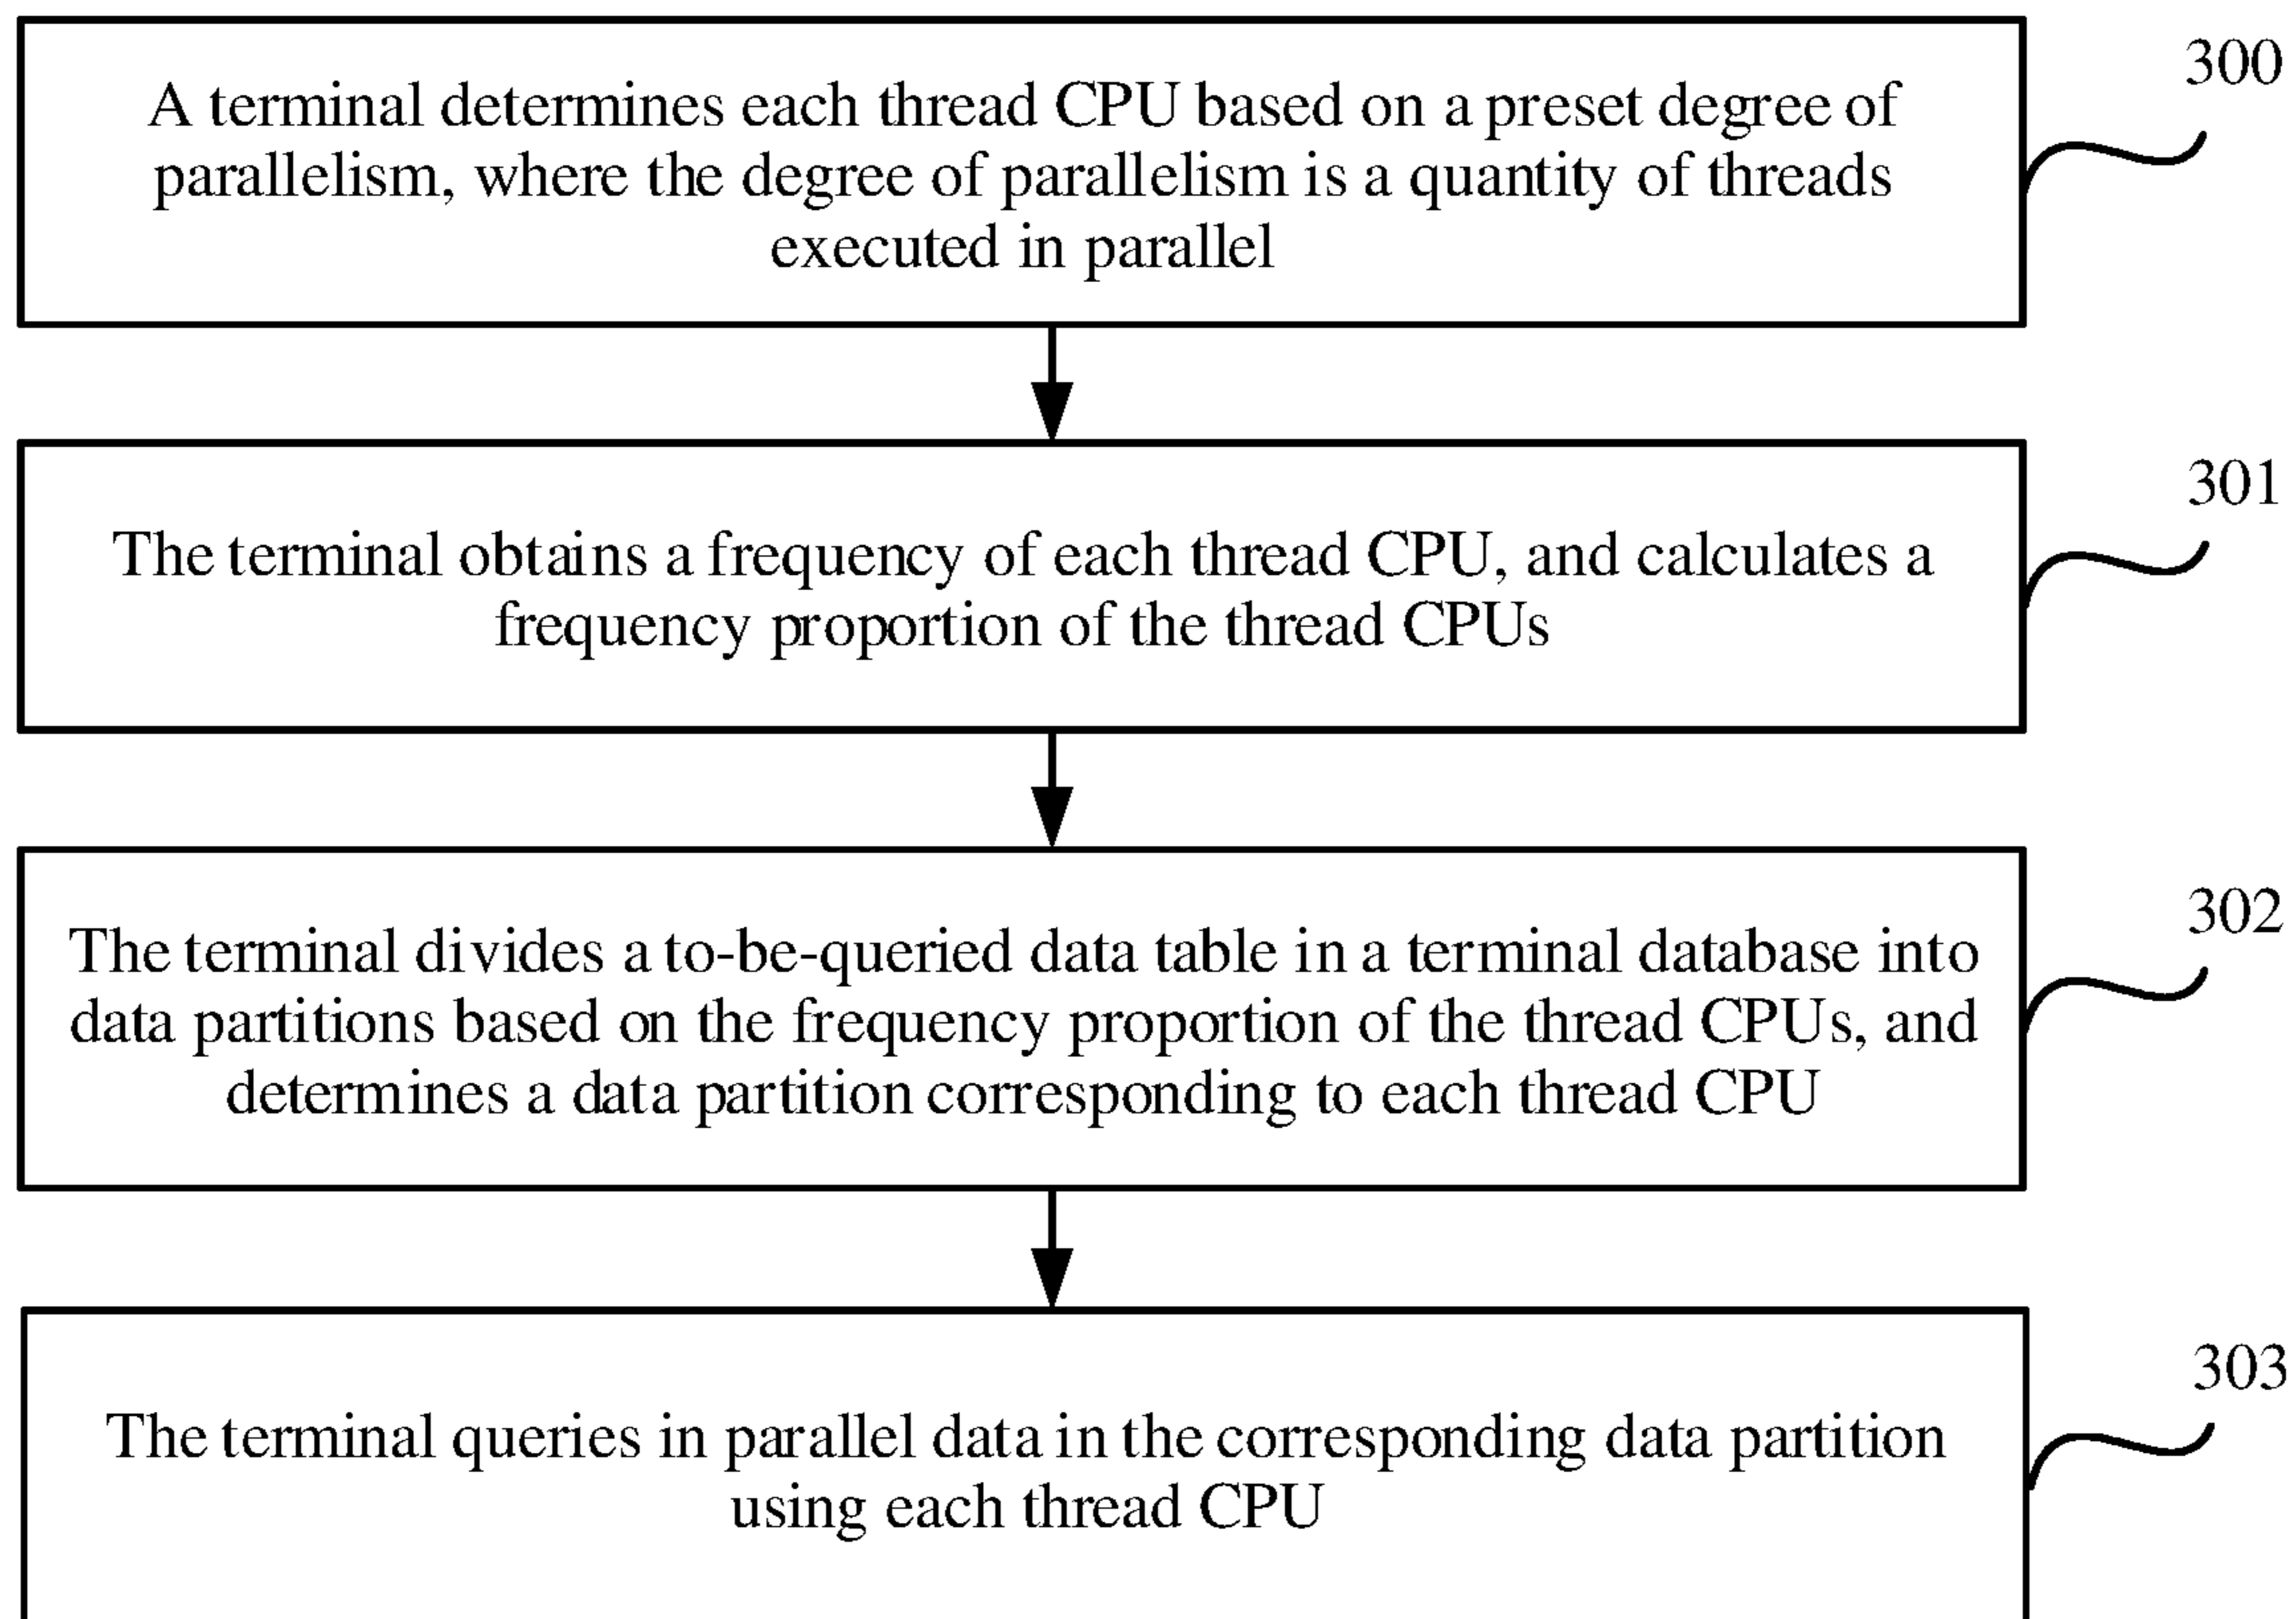 A terminal determines each thread CPU based on a preset degree of
parallelism, where the degree of parallelism is a quantity of threads
executed in parallel
300
The terminal obtains a frequency of each thread CPU, and calculates a
frequency proportion of the thread CPUs
301
The terminal divides a to-be-queried data table in a terminal database into
data partitions based on the frequency proportion of the thread CPUs, and
determines a data partition corresponding to each thread CPU
302
The terminal queries in parallel data in the corresponding data partition
using each thread CPU
303